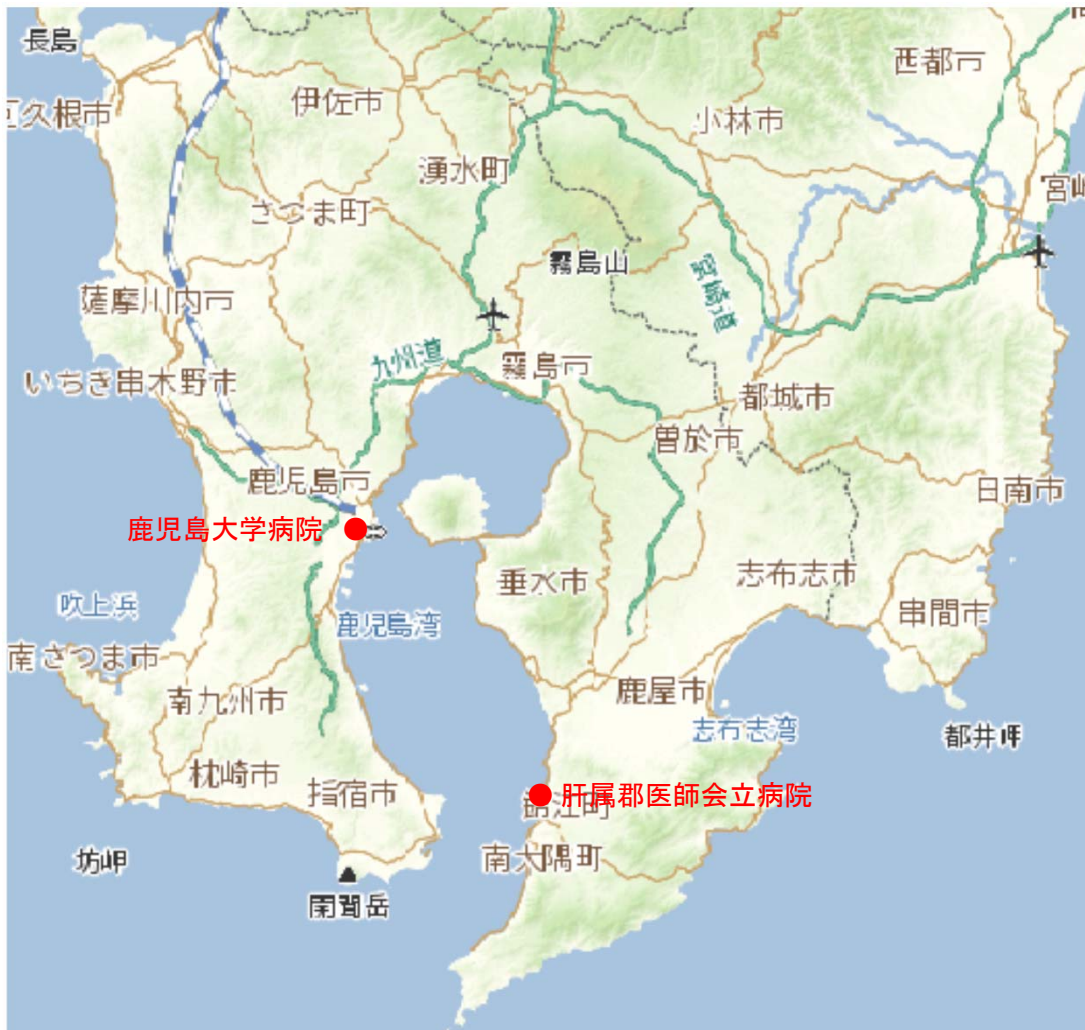 長島
西都市
伊佐市
久根市
小林市
湧水町
宮崎
さつま町
霧島山
宮崎道
薩摩川内市
九州道
霧島市
いちき串木野市
都城市
曽於市
鹿児島市
日南市
鹿児島大学病院
垂水市
志布志市
吹上浜
串間市
鹿児島湾
南さつま市
南九州市
鹿屋市
志布志湾
都井岬
枕崎市
指宿市
肝属郡医師会立病院
錦江町
坊岬
南大隅町
開聞岳